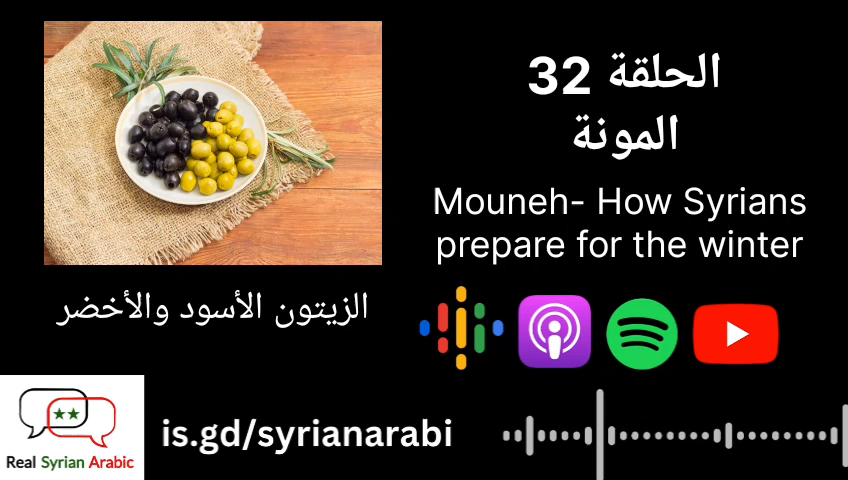 الحلقة 32
المونة
Mouneh- How Syrians
prepare for the winter
الزيتون الأسود والأخضر
Real Syrian Arabic
is.gd/syrianarabi